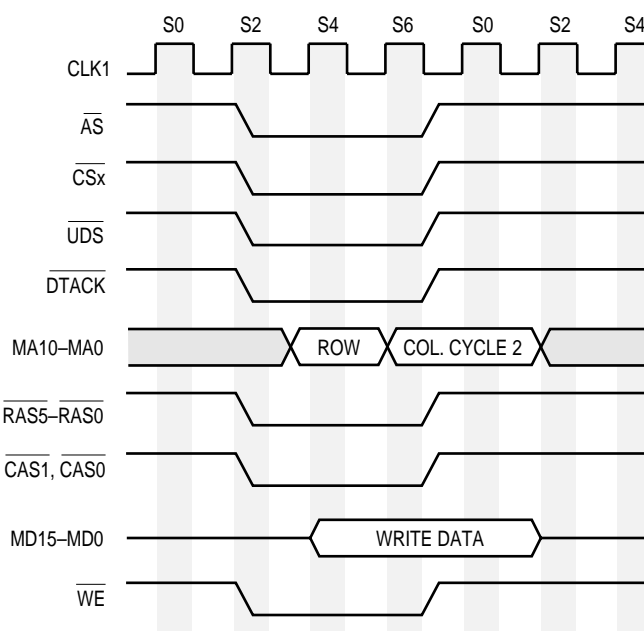 S0 S2 S4 S6 S0 S2 S4
CLK1
AS
CSx
UDS
DTACK
MA10–MA0 ROW COL. CYCLE 2
RAS5–RAS0
CAS1, CAS0
MD15–MD0 WRITE DATA
WE